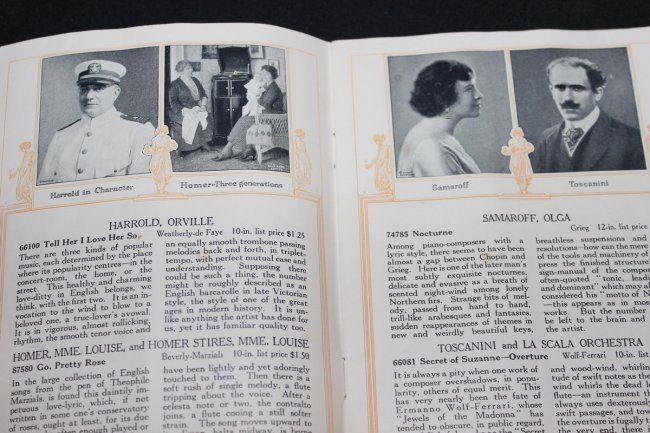 Harrold in Character
Homer-Three generations
HARROLD, ORVILLE
66100 Tell Her I Love Her So
Weatherly-de Faye 10-in. list price $1.25
There are three kinds of popular
music, each determined by the place
where its popularity centres—in the
concert-room, the home, or the
street. This healthy and charming
love-ditty in English belongs, we
think, with the first two. It is an in-
vocation to the wind to blow to a
beloved one, a true-lover's avowal.
It is in vigorous, almost rollicking,
rhythm, the smooth tenor voice and
an equally smooth trombone passing
melodies back and forth, in triplet-
tempo, with perfect mutual ease and
understanding. Supposing there
could be such a thing, the number
might be roughly described as an
English barcarolle in late Victorian
style, the style of one of the great
ages in modern history. It is un-
like anything the artist has done for
us, yet it has familiar quality too.
HOMER, MME. LOUISE, and HOMER STIRES, MME. LOUISE
87580 Go, Pretty Rose
Beverly-Marzials 10-in. list price $1.50
In the large collection of English
songs from the pen of Theophile
Marzials, is found this daintily im-
petuous love-lyric, which, if not
written in some one's conservatory
of roses, ought at least, for its due
often enough played or
have been lightly and yet adoringly
touched to them. Then there is a
soft rush of single melody, a flute
tripping about the voice. After a
celesta note or two, the contralto
joins, a flute cooing a still softer
strain. The song moves upward to
halts midway, is borne
Samaroff
Toscanini
SAMAROFF, OLGA
74785 Nocturne
Grieg 12-in. list
Among piano-composers with a
lyric style, there seems to have been
almost a gap between Chopin and
Grieg. Here is one of the later man's
most subtly exquisite nocturnes,
delicate and evasive as a breath of
scented night-wind among lonely
Northern firs. Strange bits of mel-
ody, passed from hand to hand,
trill-like arabesques and fantasies,
sudden reappearances of themes in
new and weirdly beautiful keys,
breathless suspensions and
resolutions—how can the mere
of the tools and machinery of
press the finished structure
sign-manual of the compos
often-quoted "tonic, leadi
and dominant" which may al
considered his "motto of N
—this appears as in most
works. But the number
be left to the brain and
the artist.
TOSCANINI and LA SCALA ORCHESTRA
66081 Secret of Suzanne—Overture
Wolf-Ferrari 10-in.
It is always a pity when one work of
a composer overshadows, in popu-
larity, others of equal merit. This
has very nearly been the fate of
Ermanno Wolf-Ferrari, whose
"Jewels of the Madonna" has
tended to obscure, in public regard,
and wood-wind, whirlin
tude of swift notes as the
wind whirls the dead le
flute—an instrument th
always uses dexterously
swift passages, and tow
the overture is dissolved